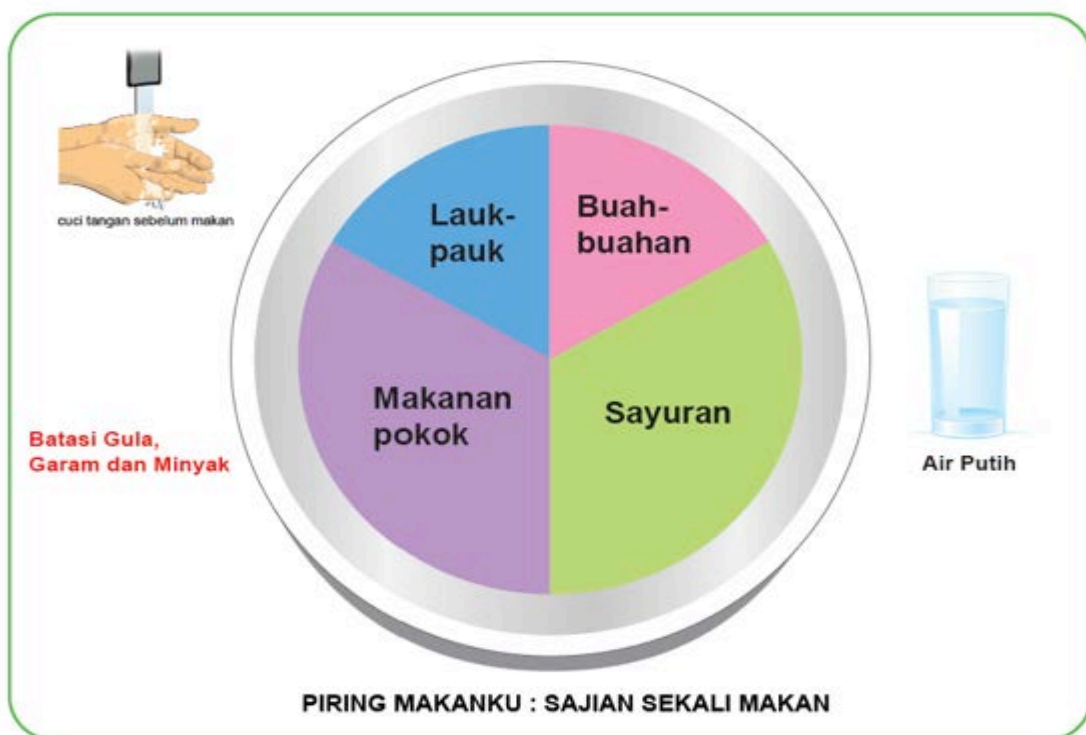 cuci tangan sebelum makan
Lauk-
pauk
Buah-
buahan
Makanan
pokok
Sayuran
Batasi Gula,
Garam dan Minyak
Air Putih
PIRING MAKANKU : SAJIAN SEKALI MAKAN